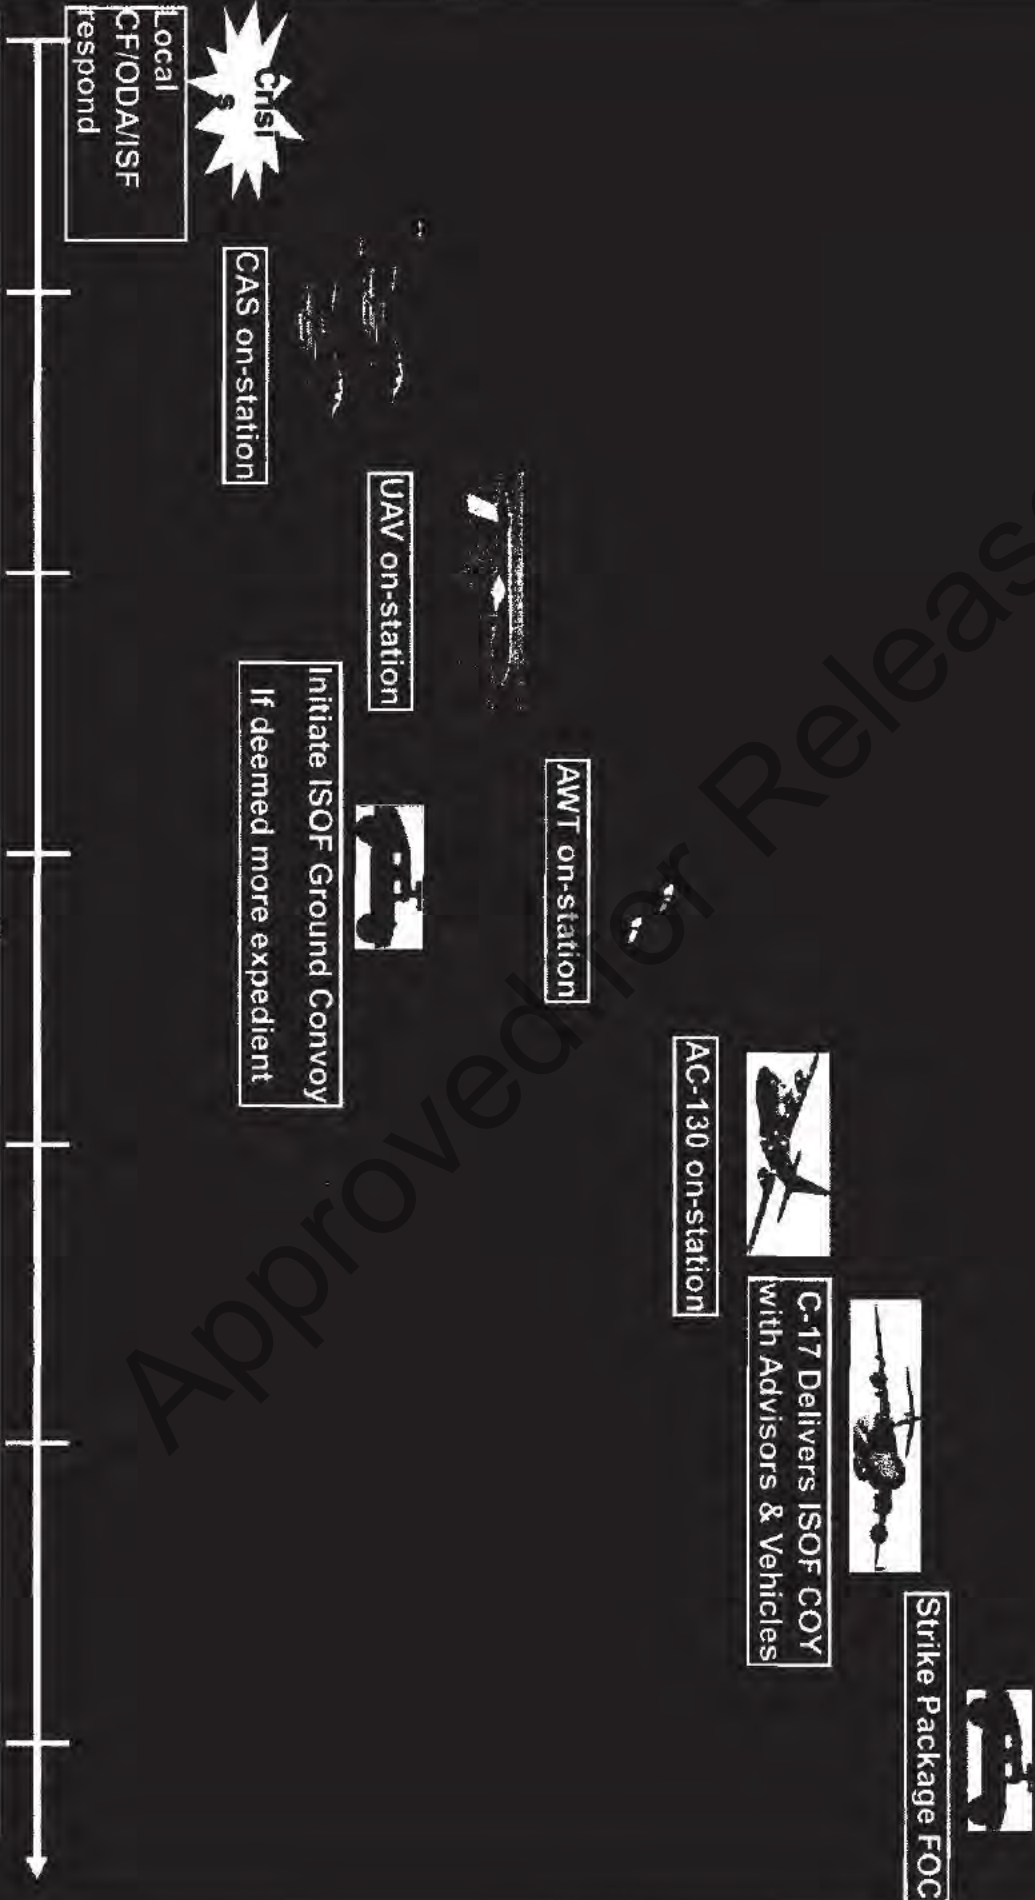 Crisi
s
Local
CF/ODA/ISF
respond
CAS on-station
UAV on-station
Initiate ISOF Ground Convoy
If deemed more expedient
AWT on-station
AC-130 on-station
C-17 Delivers ISOF COY
with Advisors & Vehicles
Strike Package FOC
Approved for Releas